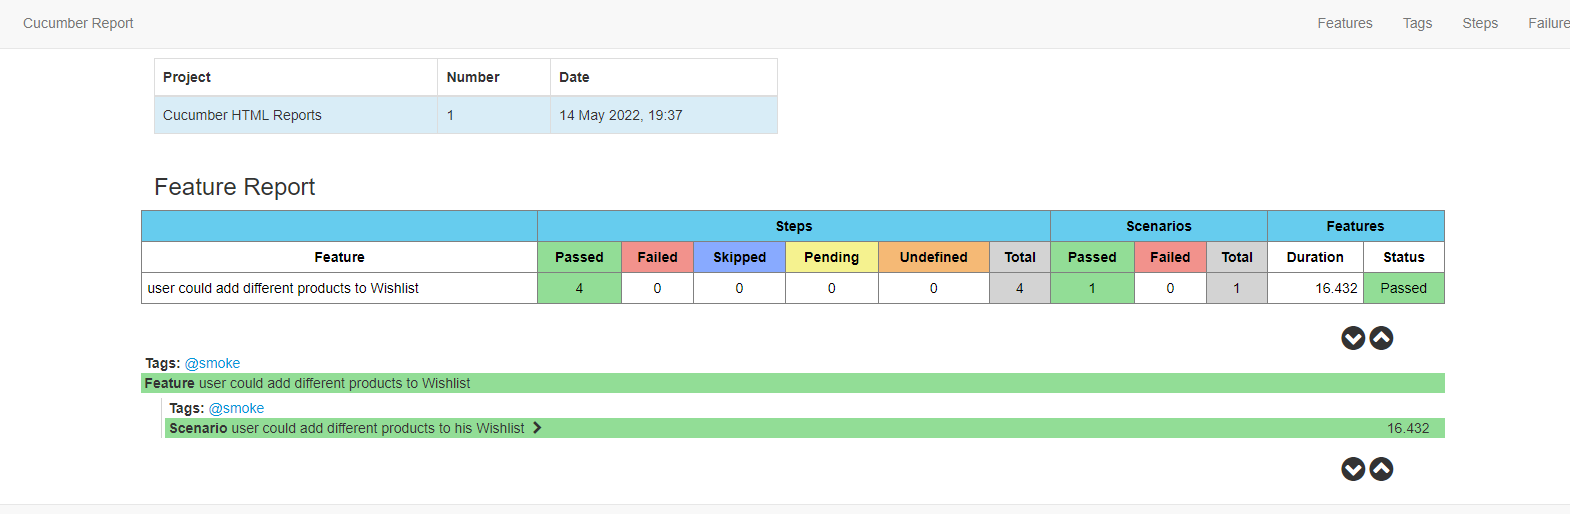 Cucumber Report Features Tags Steps Failure
Project Number Date
Cucumber HTML Reports 1 14 May 2022, 19:37
Feature Report
Steps Scenarios Features
Feature Passed Failed Skipped Pending Undefined Total Passed Failed Total Duration Status
user could add different products to Wishlist 4 0 0 0 0 4 1 0 1 16.432 Passed
Tags: @smoke
Feature user could add different products to Wishlist
Tags: @smoke
Scenario user could add different products to his Wishlist 16.432